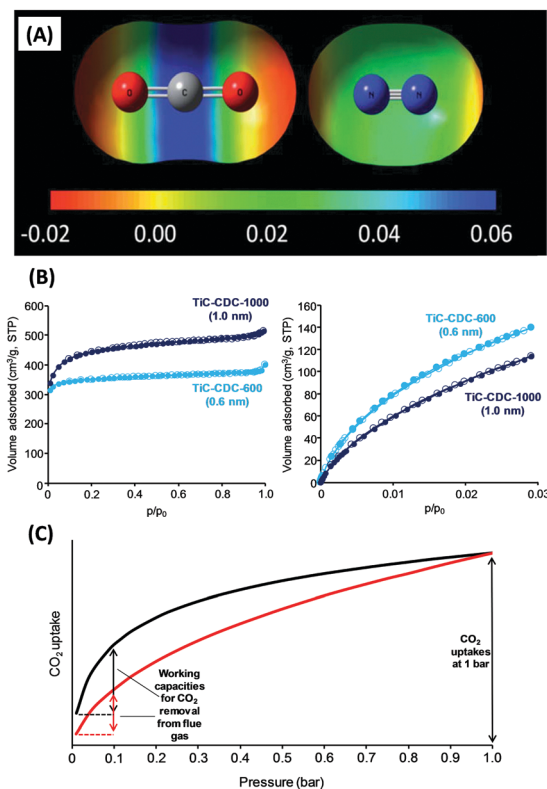 (A)
O C O N N
-0.02 0.00 0.02 0.04 0.06
(B)
Volume adsorbed (cm³/g, STP)
600
500
400
300
200
100
0
TiC-CDC-1000
(1.0 nm)
TiC-CDC-600
(0.6 nm)
0 0.2 0.4 0.6 0.8 1.0
p/p₀
Volume adsorbed (cm³/g, STP)
160
140
120
100
80
60
40
20
0
TiC-CDC-600
(0.6 nm)
TiC-CDC-1000
(1.0 nm)
0 0.01 0.02 0.03
p/p₀
(C)
CO₂ uptake
Working
capacities
for CO₂
removal
from flue
gas
CO₂
uptakes
at 1 bar
0 0.1 0.2 0.3 0.4 0.5 0.6 0.7 0.8 0.9 1.0
Pressure (bar)